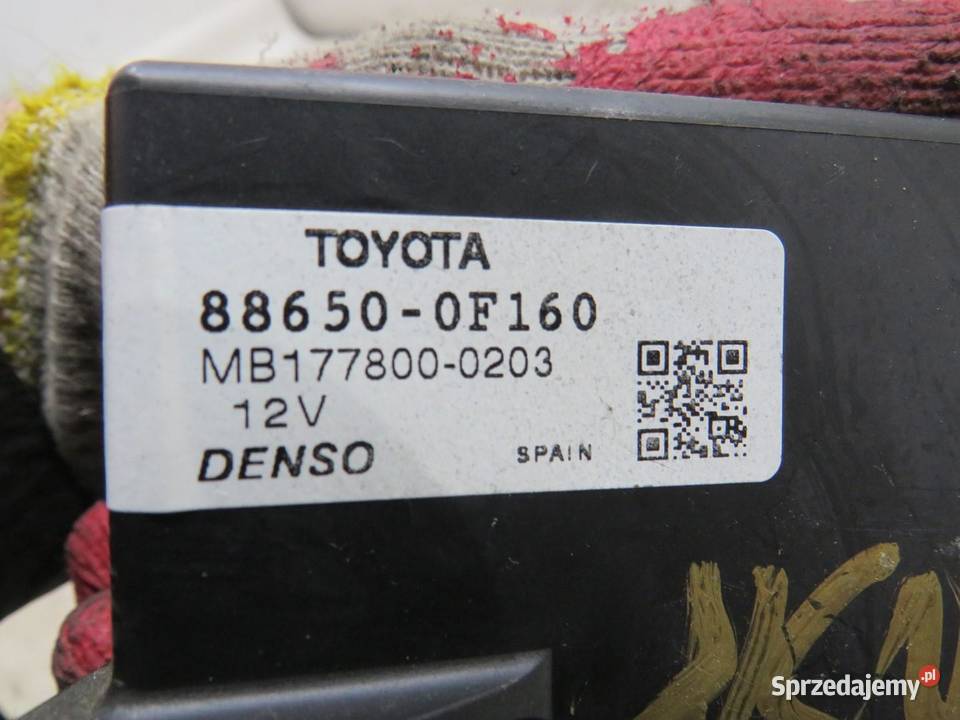 TOYOTA
88650-0F160
MB177800-0203
12V
DENSO
SPAIN
Sprzedajemy.pl